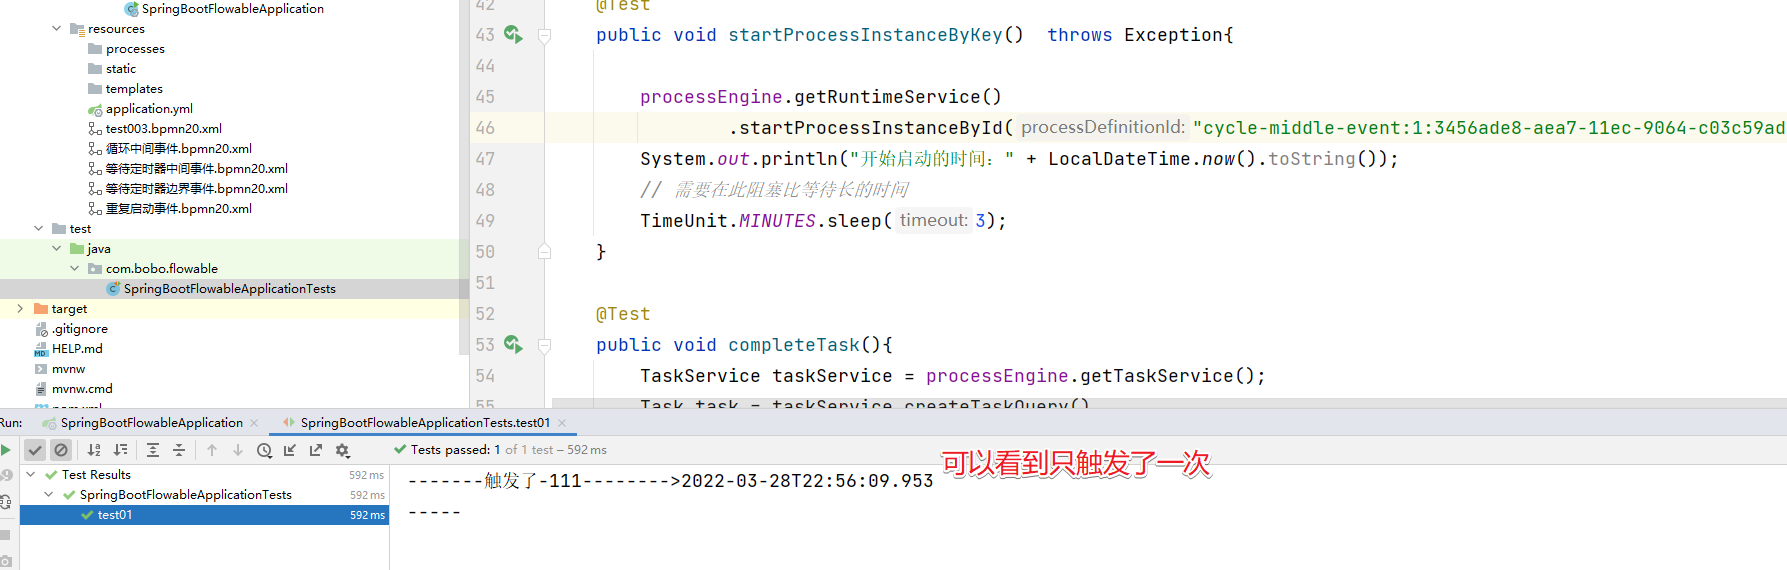 SpringBootFlowableApplication
resources
processes
static
templates
application.yml
test003.bpmn20.xml
循环中间事件.bpmn20.xml
等待定时器中间事件.bpmn20.xml
等待定时器边界事件.bpmn20.xml
重复启动事件.bpmn20.xml
test
java
com.bobo.flowable
SpringBootFlowableApplicationTests
target
.gitignore
HELP.md
mvnw
mvnw.cmd
42 @Test
43 public void startProcessInstanceByKey() throws Exception{
44
45 processEngine.getRuntimeService()
46 .startProcessInstanceById( processDefinitionId: "cycle-middle-event:1:3456ade8-aea7-11ec-9064-c03c59ad
47 System.out.println("开始启动的时间：" + LocalDateTime.now().toString());
48 // 需要在此阻塞比等待长的时间
49 TimeUnit.MINUTES.sleep( timeout: 3);
50 }
51
52 @Test
53 public void completeTask(){
54 TaskService taskService = processEngine.getTaskService();
55 Task task = taskService.createTaskQuery()
Run: SpringBootFlowableApplication × SpringBootFlowableApplicationTests.test01 ×
Tests passed: 1 of 1 test – 592 ms
Test Results 592 ms
SpringBootFlowableApplicationTests 592 ms
test01 592 ms
可以看到只触发了一次
-------触发了-111-------->2022-03-28T22:56:09.953
-----